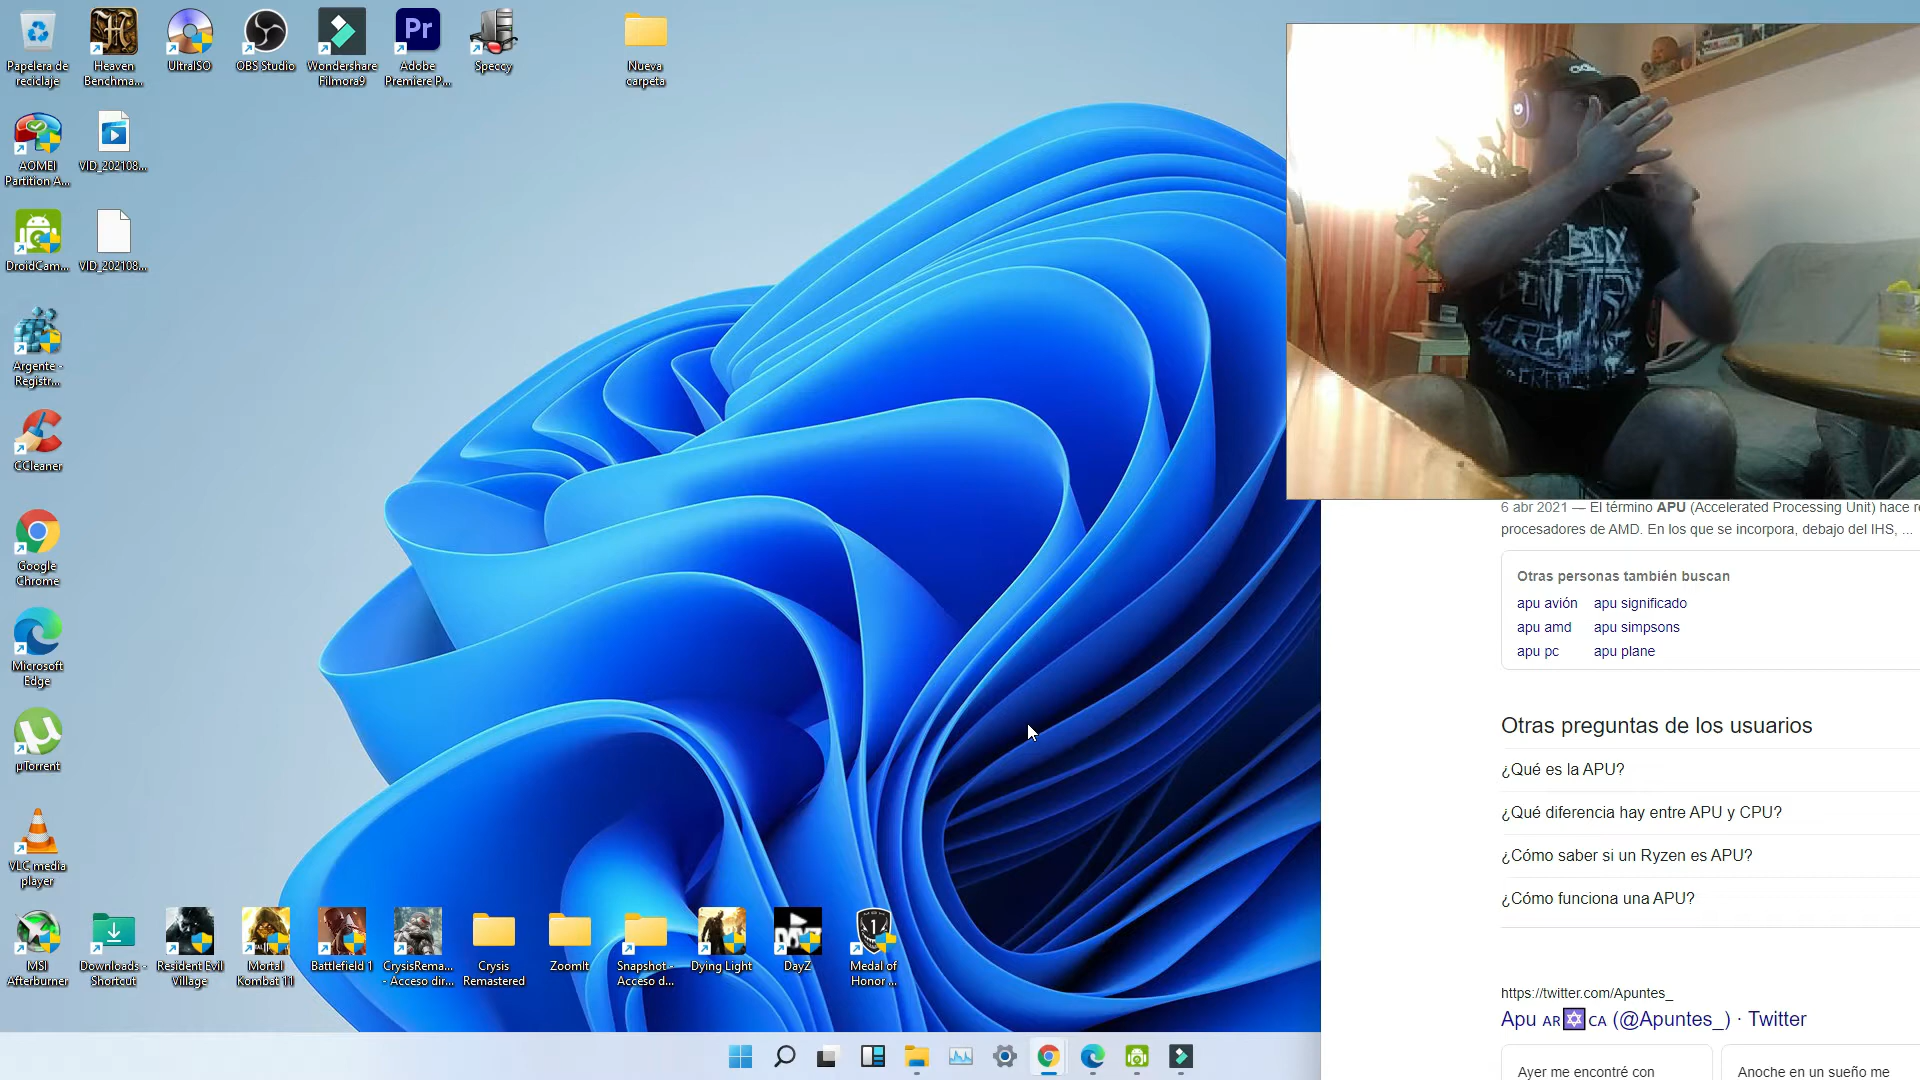 Papelera de
reciclaje
Heaven
Benchma...
UltraISO
OBS Studio
Wondershare
Filmora9
Pr
Adobe
Premiere P...
Speccy
Nueva
carpeta
AOMEI
Partition A...
VID_202108...
DroidCam...
VID_202108...
Argente -
Registr...
CCleaner
Google
Chrome
Microsoft
Edge
µTorrent
VLC media
player
MSI
Afterburner
Downloads -
Shortcut
Resident Evil
Village
Mortal
Kombat 11
Battlefield 1
CrysisRema...
- Acceso dir...
Crysis
Remastered
ZoomIt
Snapshot -
Acceso d...
Dying Light
DAYZ
DayZ
Medal of
Honor ...
6 abr 2021 — El término APU (Accelerated Processing Unit) hace
procesadores de AMD. En los que se incorpora, debajo del IHS, ...
Otras personas también buscan
apu avión apu significado
apu amd apu simpsons
apu pc apu plane
Otras preguntas de los usuarios
¿Qué es la APU?
¿Qué diferencia hay entre APU y CPU?
¿Cómo saber si un Ryzen es APU?
¿Cómo funciona una APU?
https://twitter.com/Apuntes_
Apu ᴀʀ🔯ᴄᴀ (@Apuntes_) · Twitter
Ayer me encontré con
Anoche en un sueño me